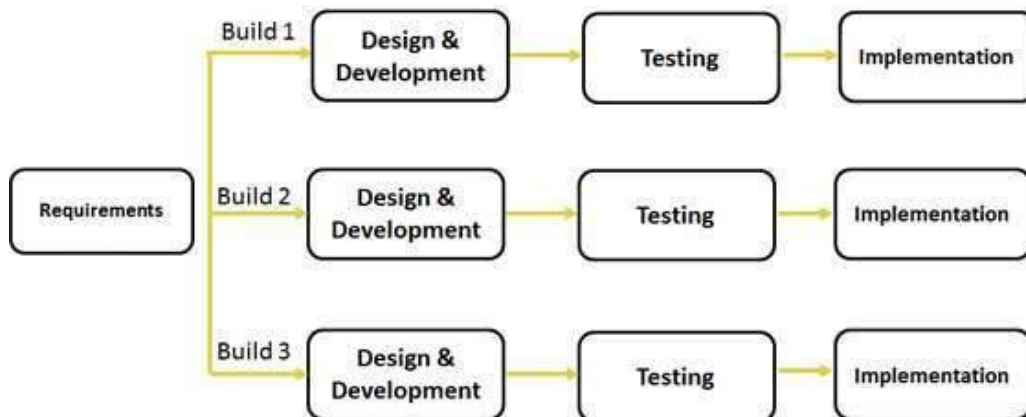 Build 1
Design &
Development
Testing
Implementation
Requirements
Build 2
Design &
Development
Testing
Implementation
Build 3
Design &
Development
Testing
Implementation